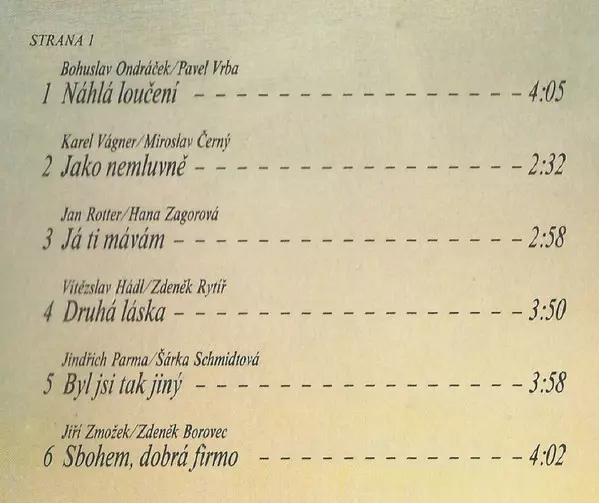 STRANA 1
Bohuslav Ondráček/Pavel Vrba
1 Náhlá loučení – – – – – – – – – – – – – – – – 4:05
Karel Vágner/Miroslav Černý
2 Jako nemluvně – – – – – – – – – – – – – – – – 2:32
Jan Rotter/Hana Zagorová
3 Já ti mávám – – – – – – – – – – – – – – – – – 2:58
Vítězslav Hádl/Zdeněk Rytíř
4 Druhá láska – – – – – – – – – – – – – – – – – 3:50
Jindřich Parma/Šárka Schmidtová
5 Byl jsi tak jiný – – – – – – – – – – – – – – – – 3:58
Jiří Zmožek/Zdeněk Borovec
6 Sbohem, dobrá firmo – – – – – – – – – – – – – 4:02